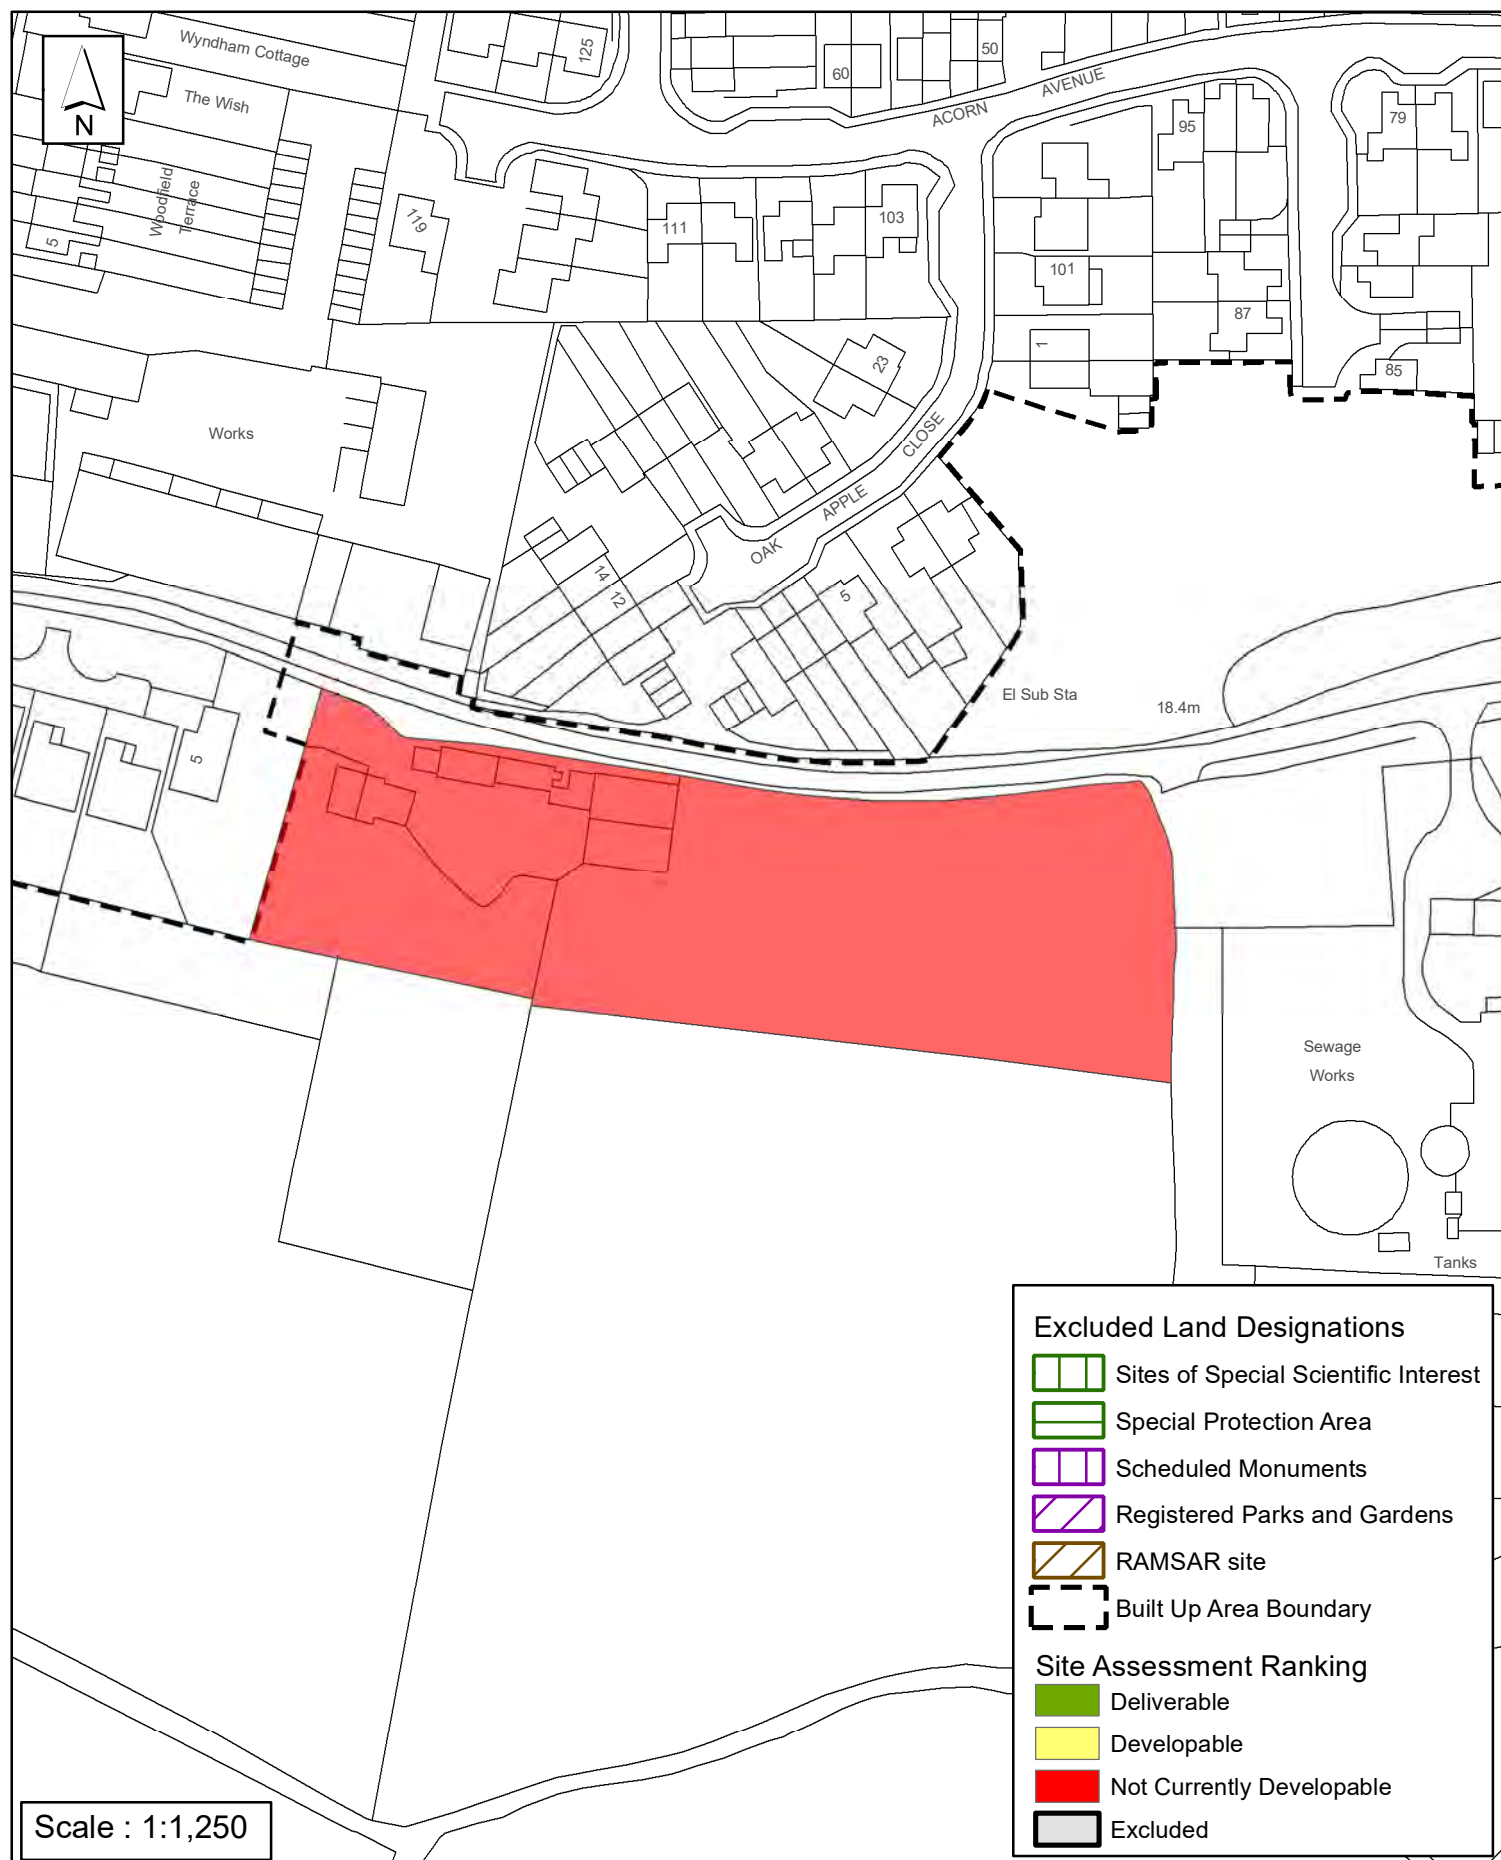 Wyndham Cottage
125
60
50
ACORN AVENUE
N
The Wish
95
79
Woodfield
Terrace
5
119
111
103
101
87
1
85
23
Works
CLOSE
APPLE
OAK
14
12
5
5
El Sub Sta
18.4m
Sewage
Works
Tanks
Excluded Land Designations
Sites of Special Scientific Interest
Special Protection Area
Scheduled Monuments
Registered Parks and Gardens
RAMSAR site
Built Up Area Boundary
Site Assessment Ranking
Deliverable
Developable
Not Currently Developable
Excluded
Scale : 1:1,250